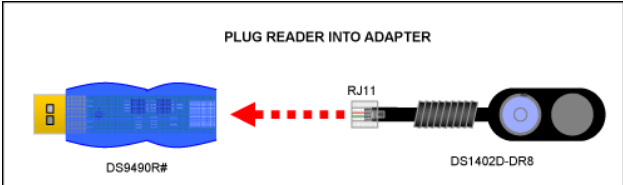 PLUG READER INTO ADAPTER
RJ11
DS9490R#
DS1402D-DR8